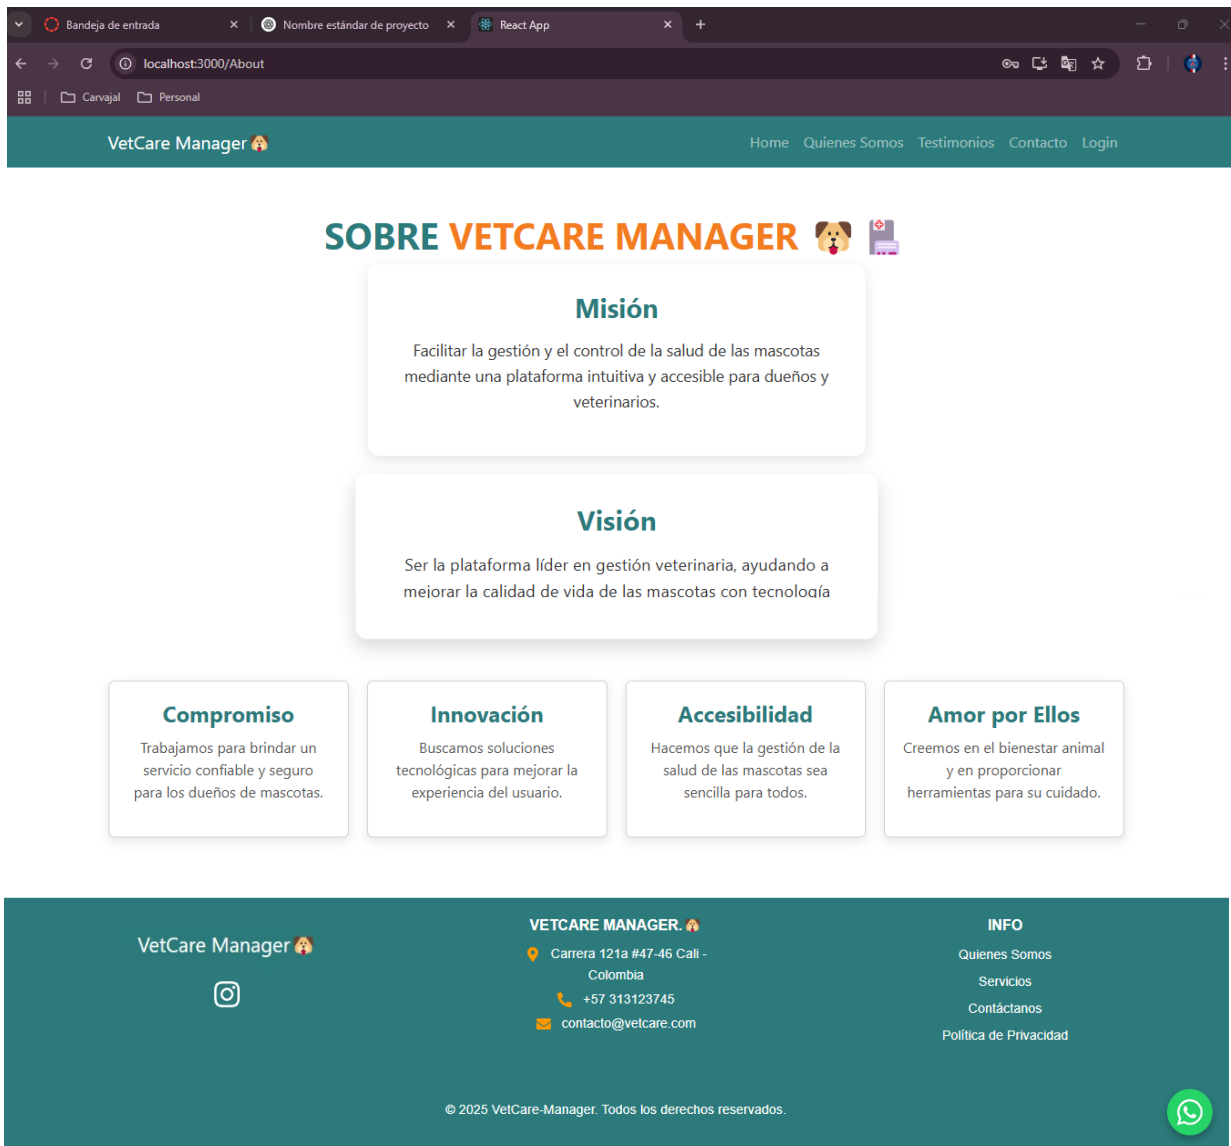 Bandeja de entrada
Nombre estándar de proyecto
React App
localhost:3000/About
Carvajal
Personal
VetCare Manager
Home
Quienes Somos
Testimonios
Contacto
Login
SOBRE VETCARE MANAGER
Misión
Facilitar la gestión y el control de la salud de las mascotas
mediante una plataforma intuitiva y accesible para dueños y
veterinarios.
Visión
Ser la plataforma líder en gestión veterinaria, ayudando a
mejorar la calidad de vida de las mascotas con tecnología
Compromiso
Trabajamos para brindar un
servicio confiable y seguro
para los dueños de mascotas.
Innovación
Buscamos soluciones
tecnológicas para mejorar la
experiencia del usuario.
Accesibilidad
Hacemos que la gestión de la
salud de las mascotas sea
sencilla para todos.
Amor por Ellos
Creemos en el bienestar animal
y en proporcionar
herramientas para su cuidado.
VetCare Manager
VETCARE MANAGER.
Carrera 121a #47-46 Cali -
Colombia
+57 313123745
contacto@vetcare.com
INFO
Quienes Somos
Servicios
Contáctanos
Política de Privacidad
© 2025 VetCare-Manager. Todos los derechos reservados.